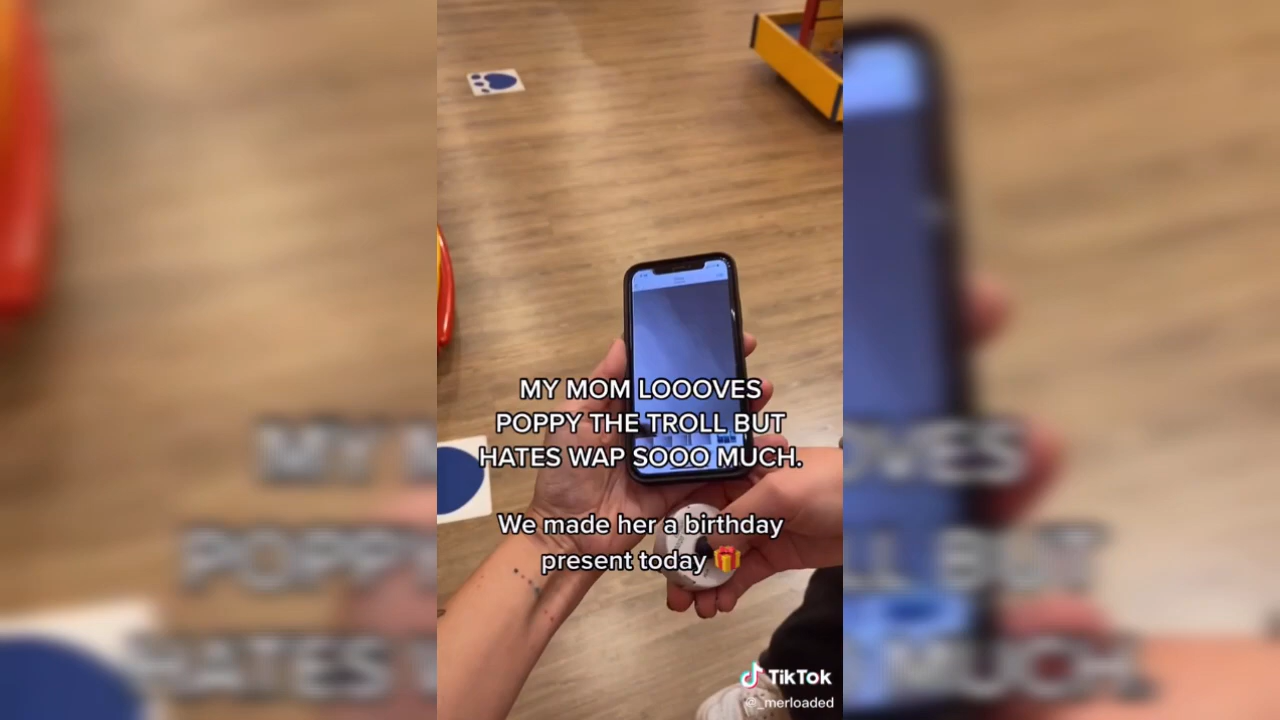 MY MOM LOOOVES
POPPY THE TROLL BUT
HATES WAP SOOO MUCH.
We made her a birthday
present today 🎁
TikTok
@_merloaded